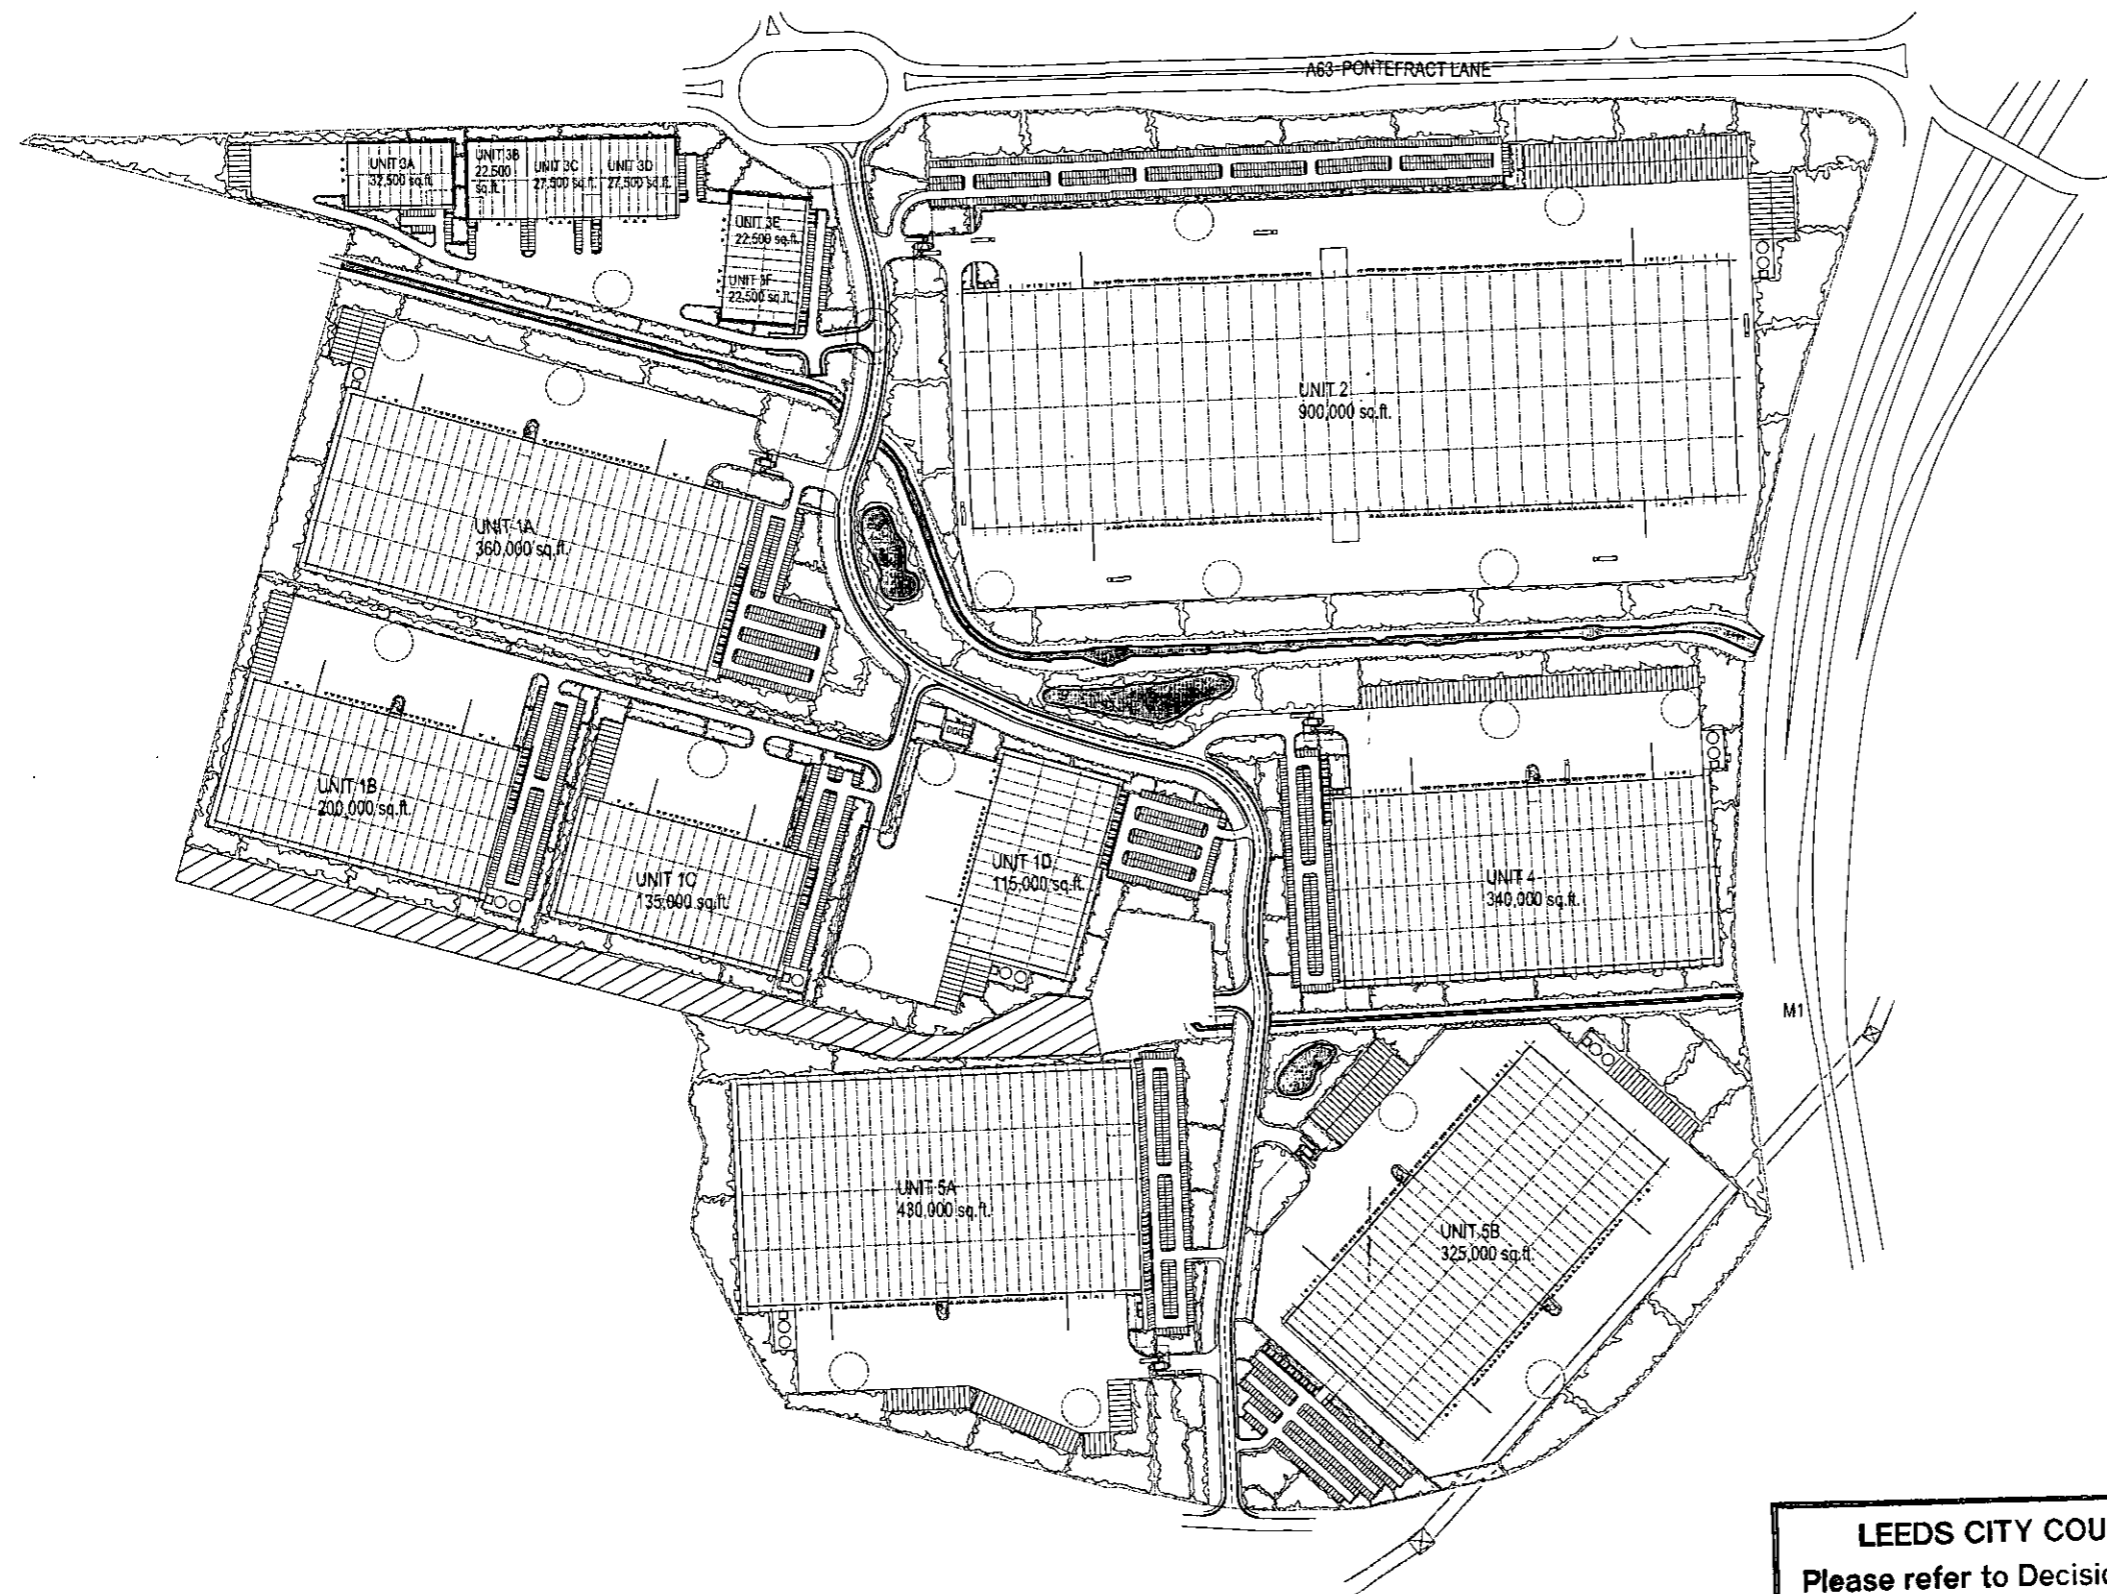 A63 PONTEFRACT LANE
UNIT 3A
32,500 sq.ft.
UNIT 3B
22,500
sq.ft.
UNIT 3C
27,500 sq.ft.
UNIT 3D
27,500 sq.ft.
UNIT 3E
22,500 sq.ft.
UNIT 3F
22,500 sq.ft.
UNIT 2
900,000 sq.ft.
UNIT 1A
360,000 sq.ft.
UNIT 1B
200,000 sq.ft.
UNIT 1C
135,000 sq.ft.
UNIT 1D
115,000 sq.ft.
UNIT 4
340,000 sq.ft.
M1
UNIT 5A
430,000 sq.ft.
UNIT 5B
325,000 sq.ft.
LEEDS CITY COU
Please refer to Decisio